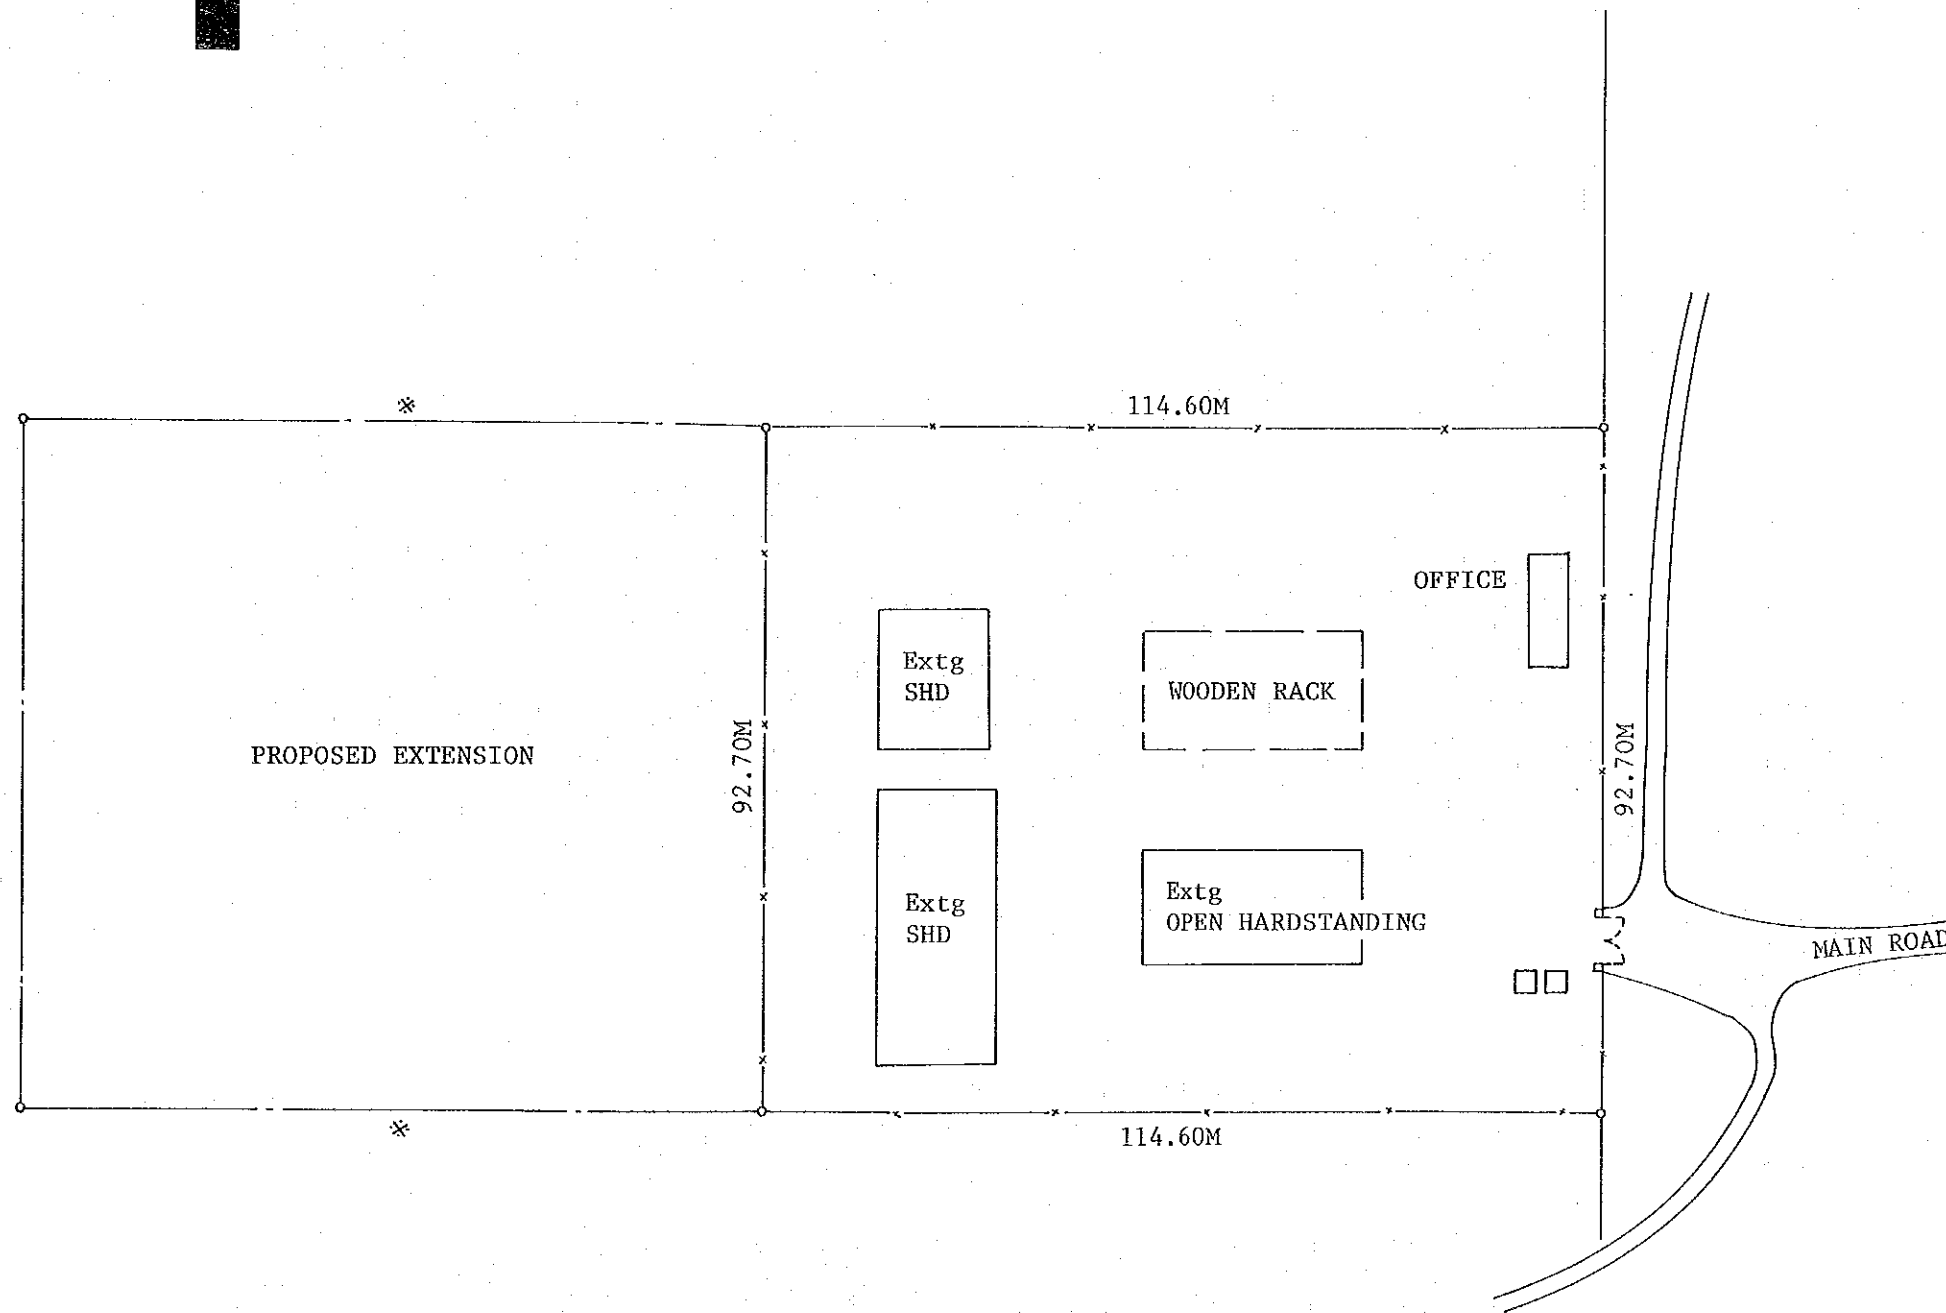 ※
114.60M
OFFICE
Extg
SHD
WOODEN RACK
PROPOSED EXTENSION
92.70M
92.70M
Extg
SHD
Extg
OPEN HARDSTANDING
MAIN ROAD
※
114.60M